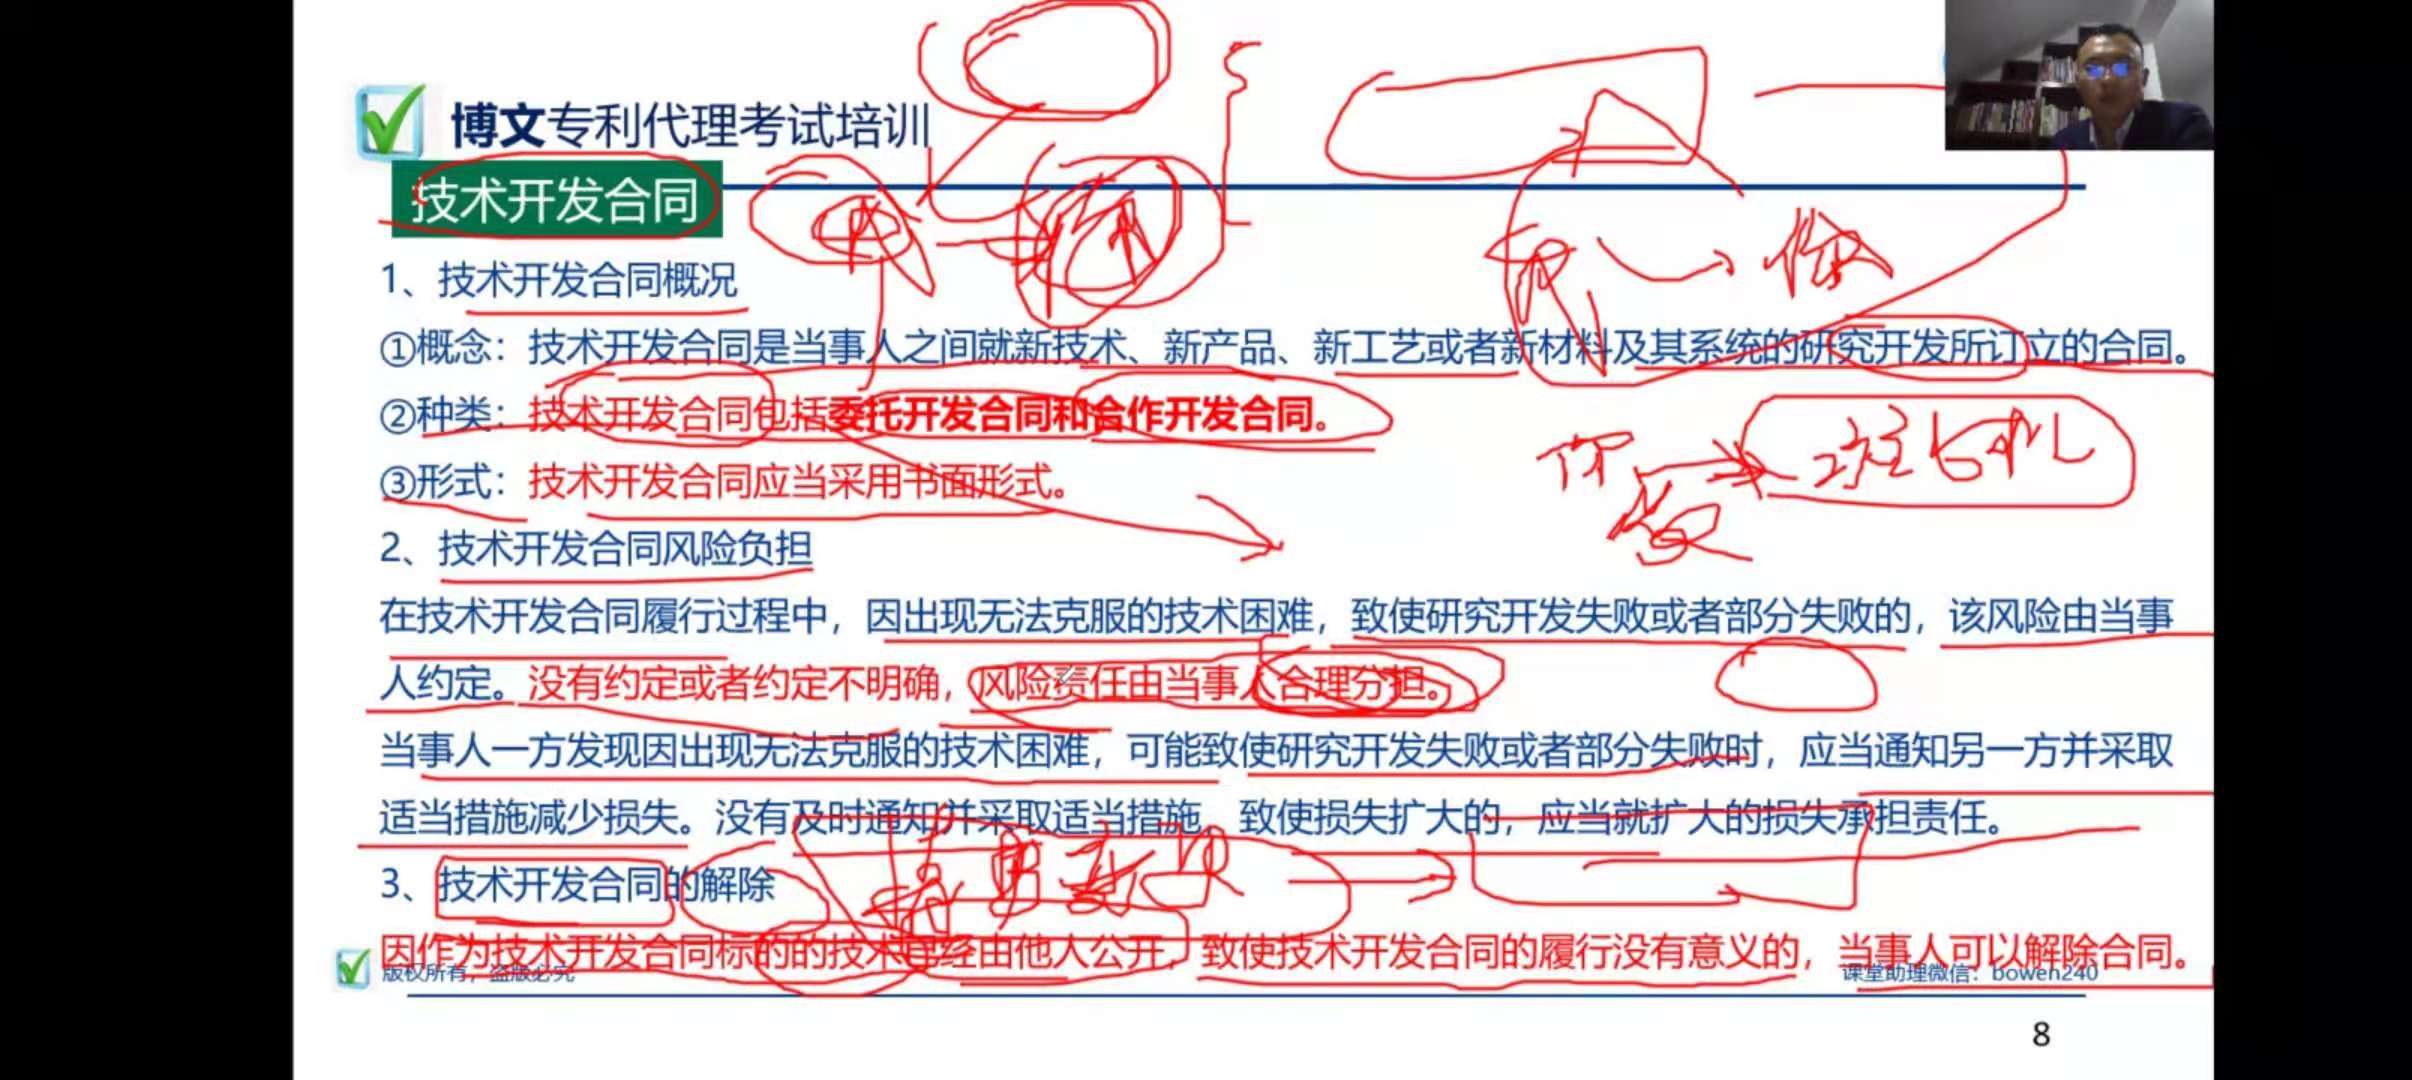 博文专利代理考试培训
技术开发合同
1、技术开发合同概况
①概念：技术开发合同是当事人之间就新技术、新产品、新工艺或者新材料及其系统的研究开发所订立的合同。
②种类：技术开发合同包括委托开发合同和合作开发合同。
③形式：技术开发合同应当采用书面形式。
2、技术开发合同风险负担
在技术开发合同履行过程中，因出现无法克服的技术困难，致使研究开发失败或者部分失败的，该风险由当事
人约定。没有约定或者约定不明确，风险责任由当事人合理分担。
当事人一方发现因出现无法克服的技术困难，可能致使研究开发失败或者部分失败时，应当通知另一方并采取
适当措施减少损失。没有及时通知并采取适当措施，致使损失扩大的，应当就扩大的损失承担责任。
3、技术开发合同的解除
因作为技术开发合同标的的技术已经由他人公开，致使技术开发合同的履行没有意义的，当事人可以解除合同。
版权所有，盗版必究
课堂助理微信：bowen240
8